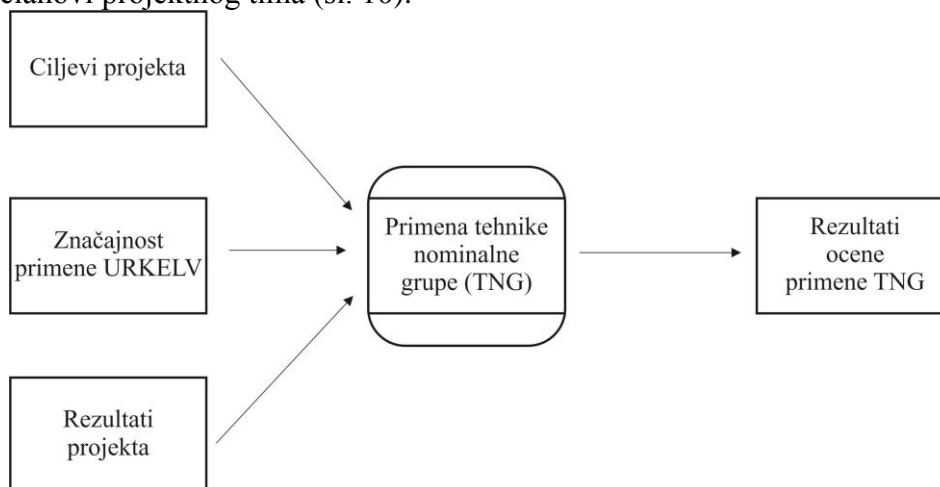 projektnog tima (sl. 10).
Ciljevi projekta
Značajnost
primene URKELV
Rezultati
projekta
Primena tehnike
nominalne
grupe (TNG)
Rezultati
ocene
primene TNG